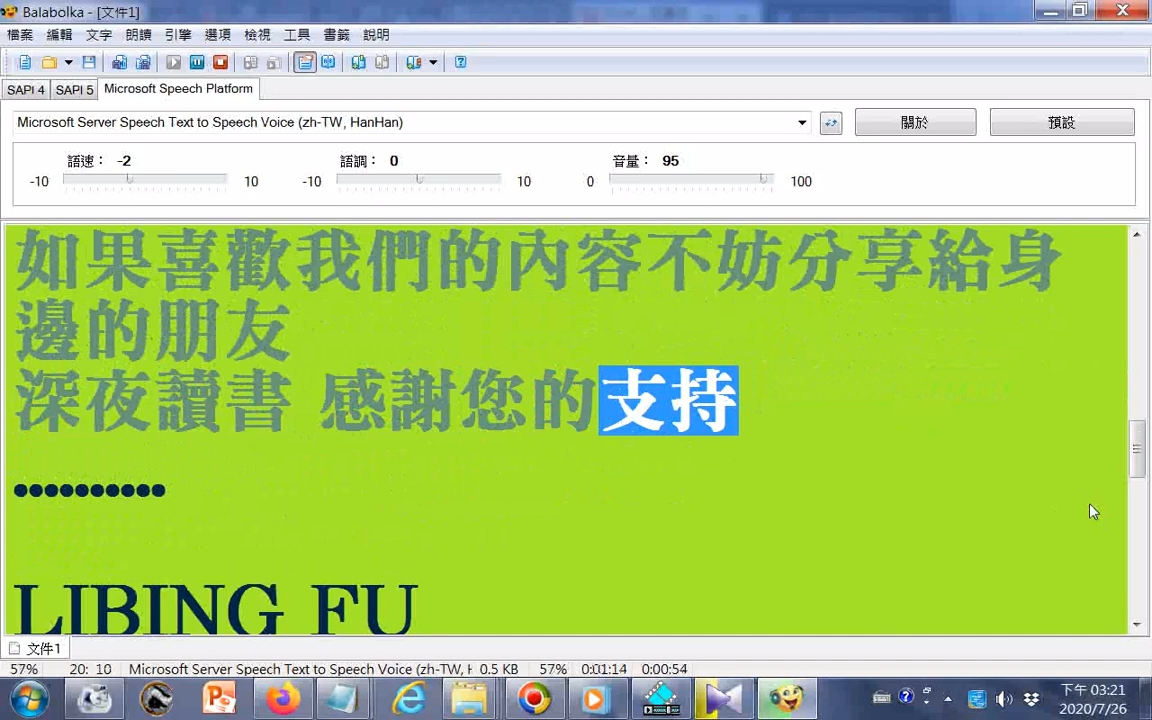 Balabolka - [文件1]
檔案 編輯 文字 朗讀 引擎 選項 檢視 工具 書籤 說明
SAPI 4 SAPI 5 Microsoft Speech Platform
Microsoft Server Speech Text to Speech Voice (zh-TW, HanHan)
關於 預設
語速： -2 語調： 0 音量： 95
-10 10 -10 10 0 100
如果喜歡我們的內容不妨分享給身
邊的朋友
深夜讀書 感謝您的支持
••••••••••
LIBING FU
文件1
57% 20: 10 Microsoft Server Speech Text to Speech Voice (zh-TW, H 0.5 KB 57% 0:01:14 0:00:54
下午 03:21
2020/7/26